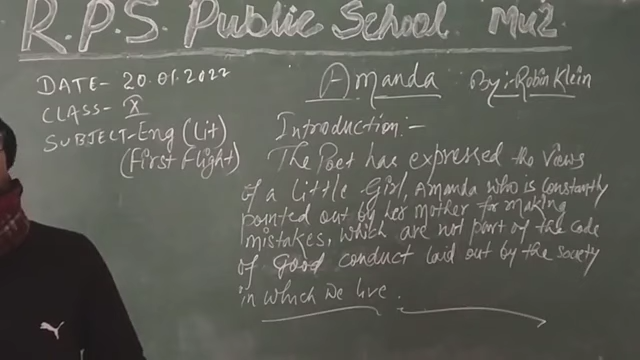 R.P.S. Public School Mu2
DATE- 20.01.2022
CLASS- X
SUBJECT-Eng (Lit)
(First Flight)
Amanda By:- Robin Klein
Introduction:-
The Poet has expressed the views
of a little Girl, Amanda who is constantly
pointed out by her mother for making
mistakes, which are not part of the code
of good conduct laid out by the society
in which we live.